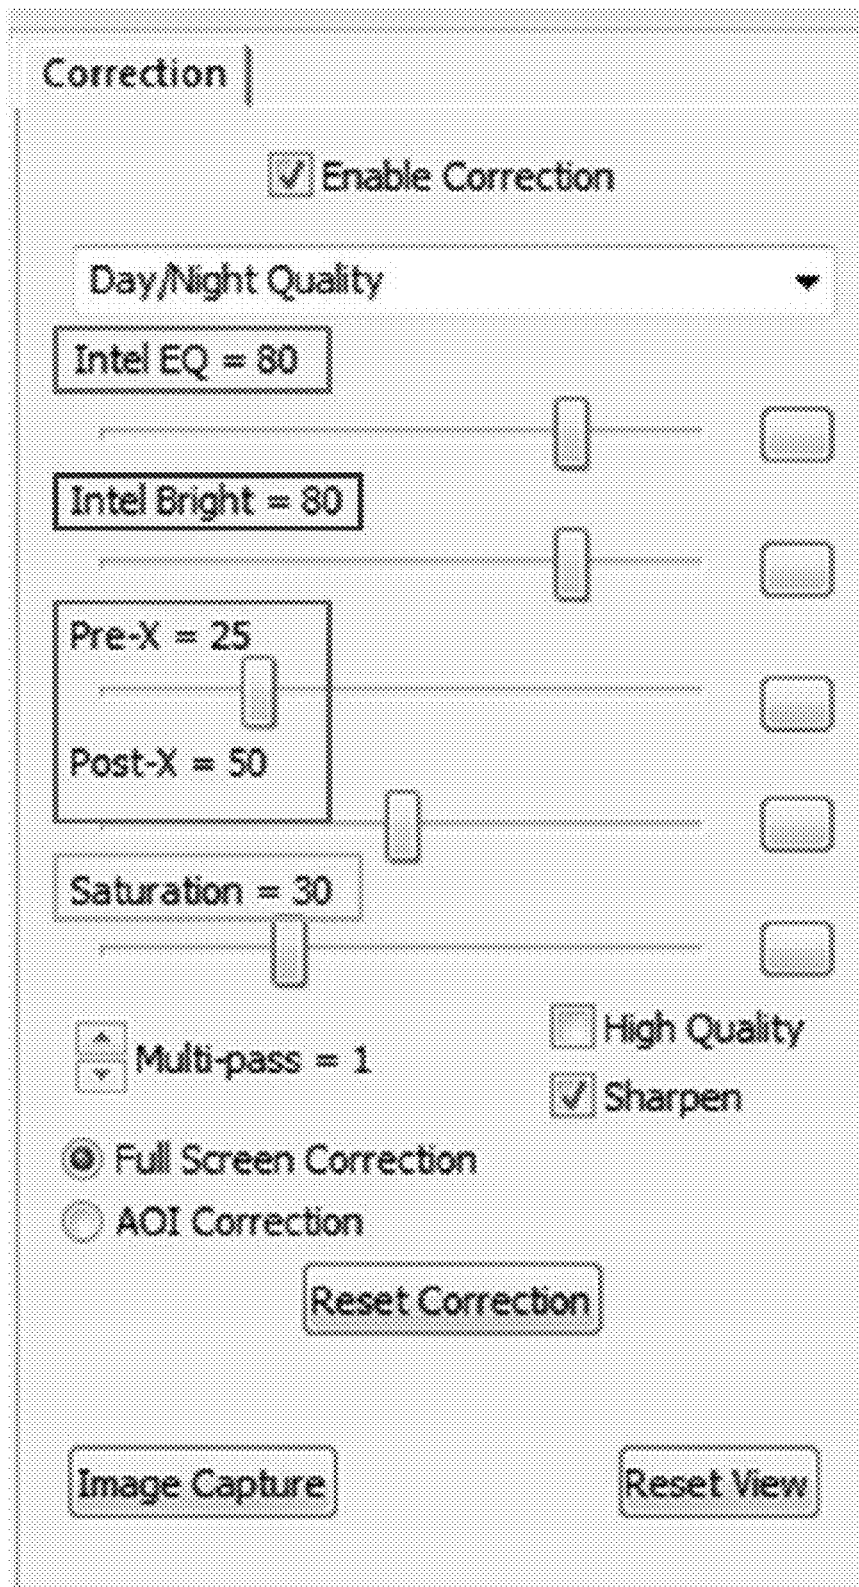 Correction
Enable Correction
Day/Night Quality
Intel EQ = 80
Intel Bright = 80
Pre-X = 25
Post-X = 50
Saturation = 30
High Quality
Multi-pass = 1
Sharpen
Full Screen Correction
AOI Correction
Reset Correction
Image Capture Reset View